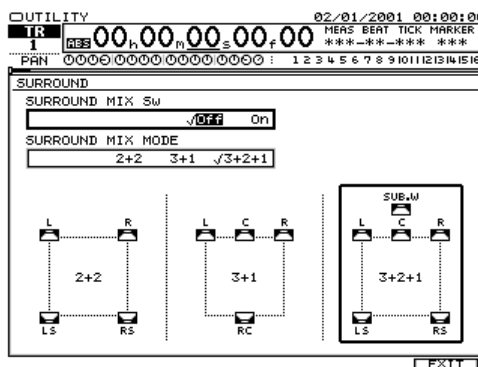 UTILITY 02/01/2001 00:00:00
TR 1 ABS 00h00m00s00f00 MEAS BEAT TICK MARKER
***-**-*** ***
PAN 1 2 3 4 5 6 7 8 9 10 11 12 13 14 15 16
SURROUND
SURROUND MIX Sw
√Off On
SURROUND MIX MODE
2+2 3+1 √3+2+1
SUB.W
L R L C R L C R
2+2 3+1 3+2+1
LS RS RC LS RS
EXIT